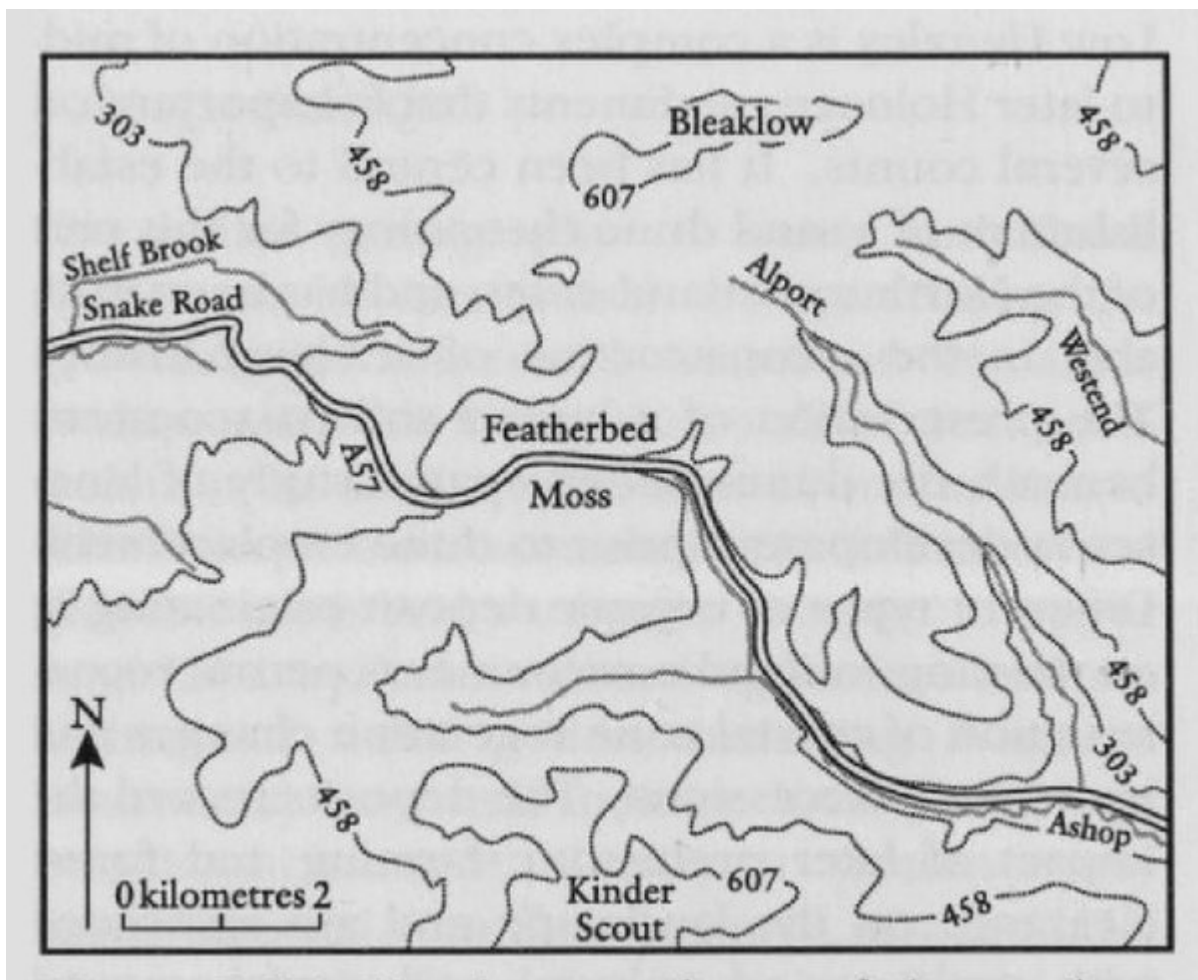 Bleaklow
303
458
607
458
Shelf Brook
Snake Road
Alport
Westend
458
Featherbed
Moss
A57
458
303
N
458
Ashop
0 kilometres 2
Kinder
Scout
607
458